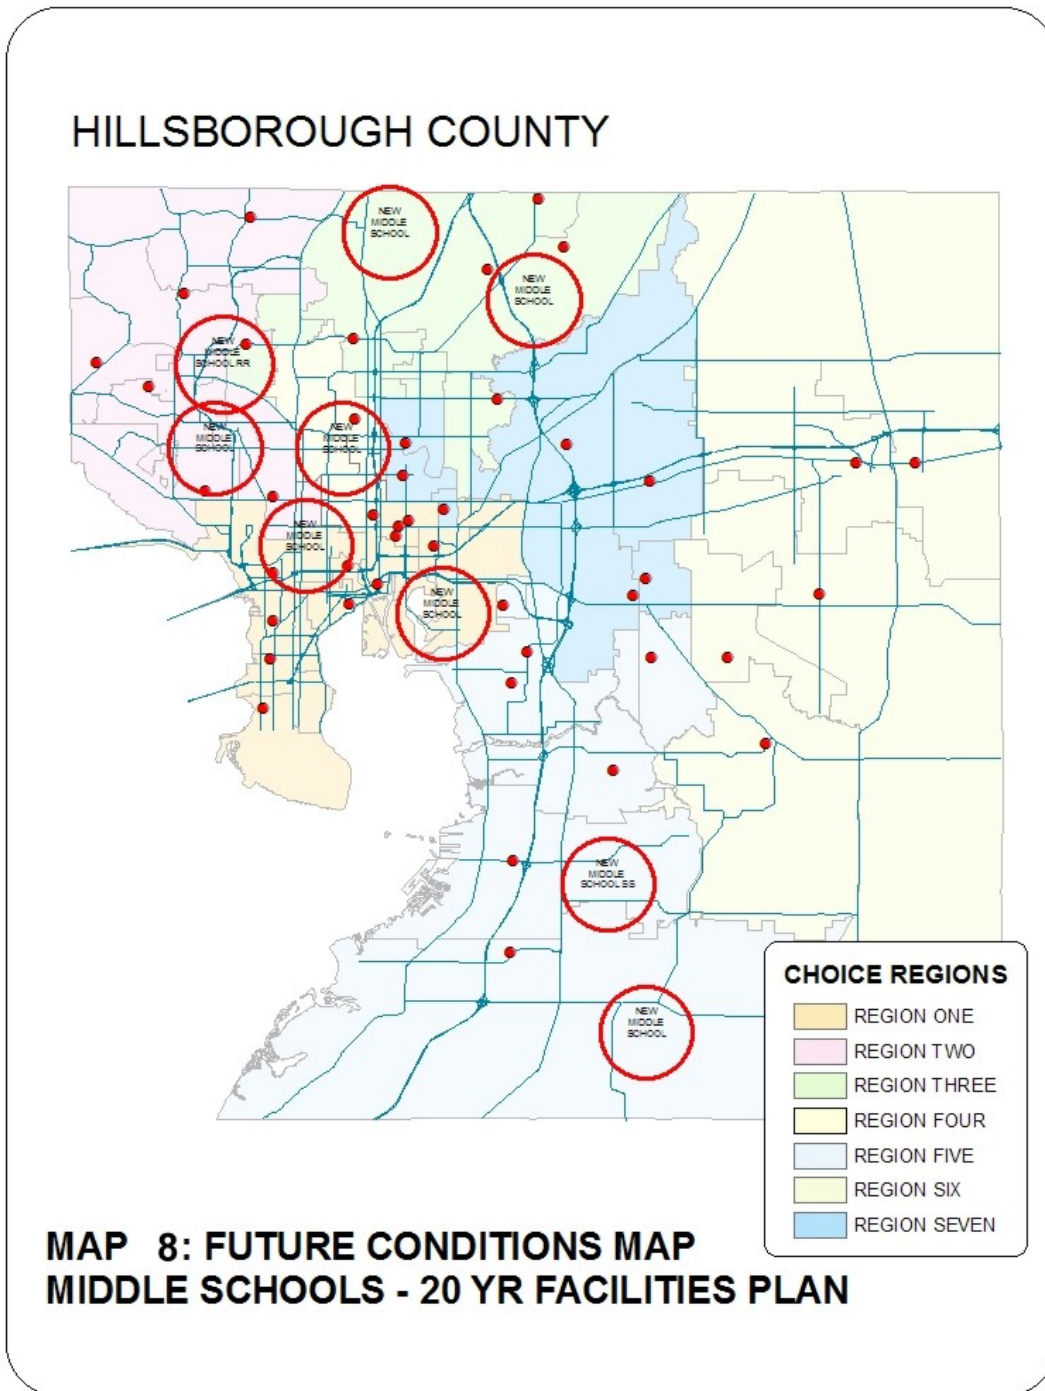 HILLSBOROUGH COUNTY
NEW
MIDDLE
SCHOOL
NEW
MIDDLE
SCHOOL
NEW
MIDDLE
SCHOOL RR
NEW
MIDDLE
SCHOOL
NEW
MIDDLE
SCHOOL
NEW
MIDDLE
SCHOOL
NEW
MIDDLE
SCHOOL
NEW
MIDDLE
SCHOOL SS
NEW
MIDDLE
SCHOOL
CHOICE REGIONS
REGION ONE
REGION TWO
REGION THREE
REGION FOUR
REGION FIVE
REGION SIX
REGION SEVEN
MAP 8: FUTURE CONDITIONS MAP
MIDDLE SCHOOLS - 20 YR FACILITIES PLAN